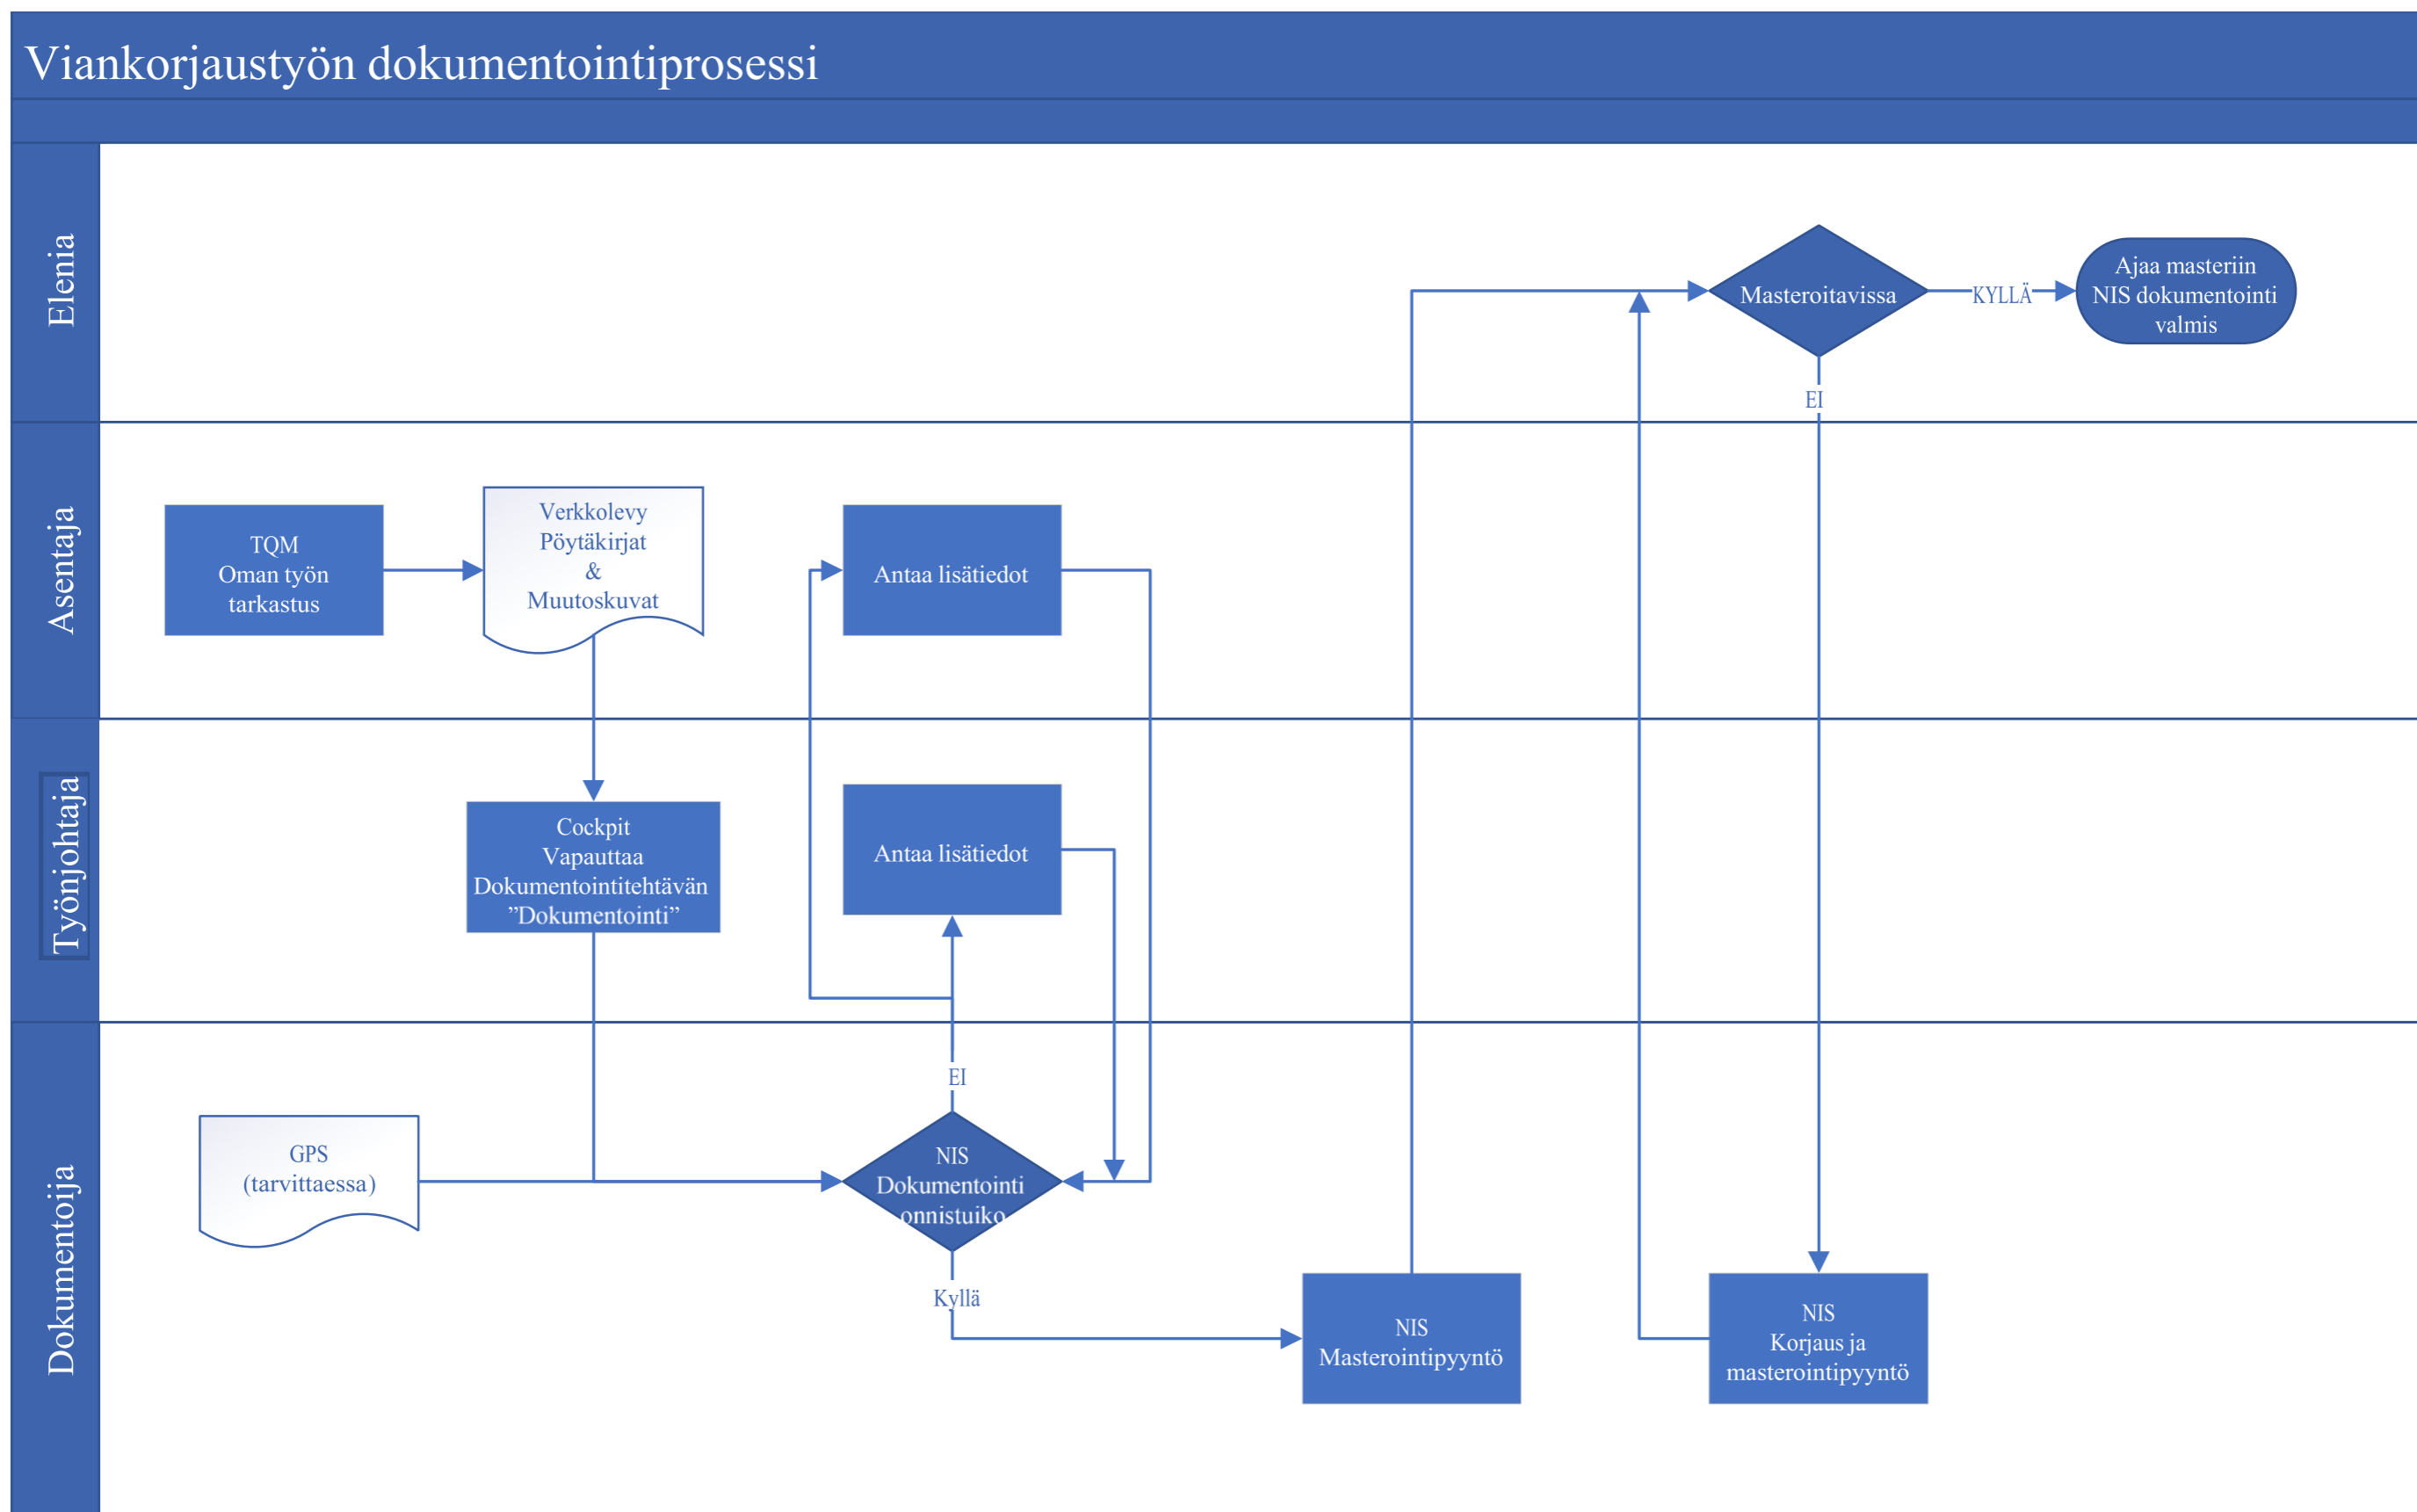 Viankorjaustyön dokumentointiprosessi
Elenia
Masteroitavissa
KYLLÄ
Ajaa masteriin
NIS dokumentointi
valmis
EI
Asentaja
TQM
Oman työn
tarkastus
Verkkolevy
Pöytäkirjat
&
Muutoskuvat
Antaa lisätiedot
Työnjohtaja
Cockpit
Vapauttaa
Dokumentointitehtävän
”Dokumentointi”
Antaa lisätiedot
Dokumentoija
EI
GPS
(tarvittaessa)
NIS
Dokumentointi
onnistuiko
Kyllä
NIS
Masterointipyyntö
NIS
Korjaus ja
masterointipyyntö